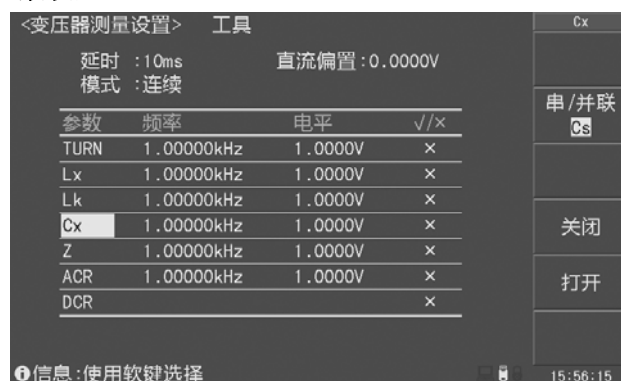 <变压器测量设置> 工具 Cx
延时 :10ms 直流偏置:0.0000V
模式 :连续
串/并联
Cs
参数 频率 电平 √/×
TURN 1.00000kHz 1.0000V ×
Lx 1.00000kHz 1.0000V ×
Lk 1.00000kHz 1.0000V ×
Cx 1.00000kHz 1.0000V × 关闭
Z 1.00000kHz 1.0000V ×
ACR 1.00000kHz 1.0000V × 打开
DCR ×
信息:使用软键选择 15:56:15